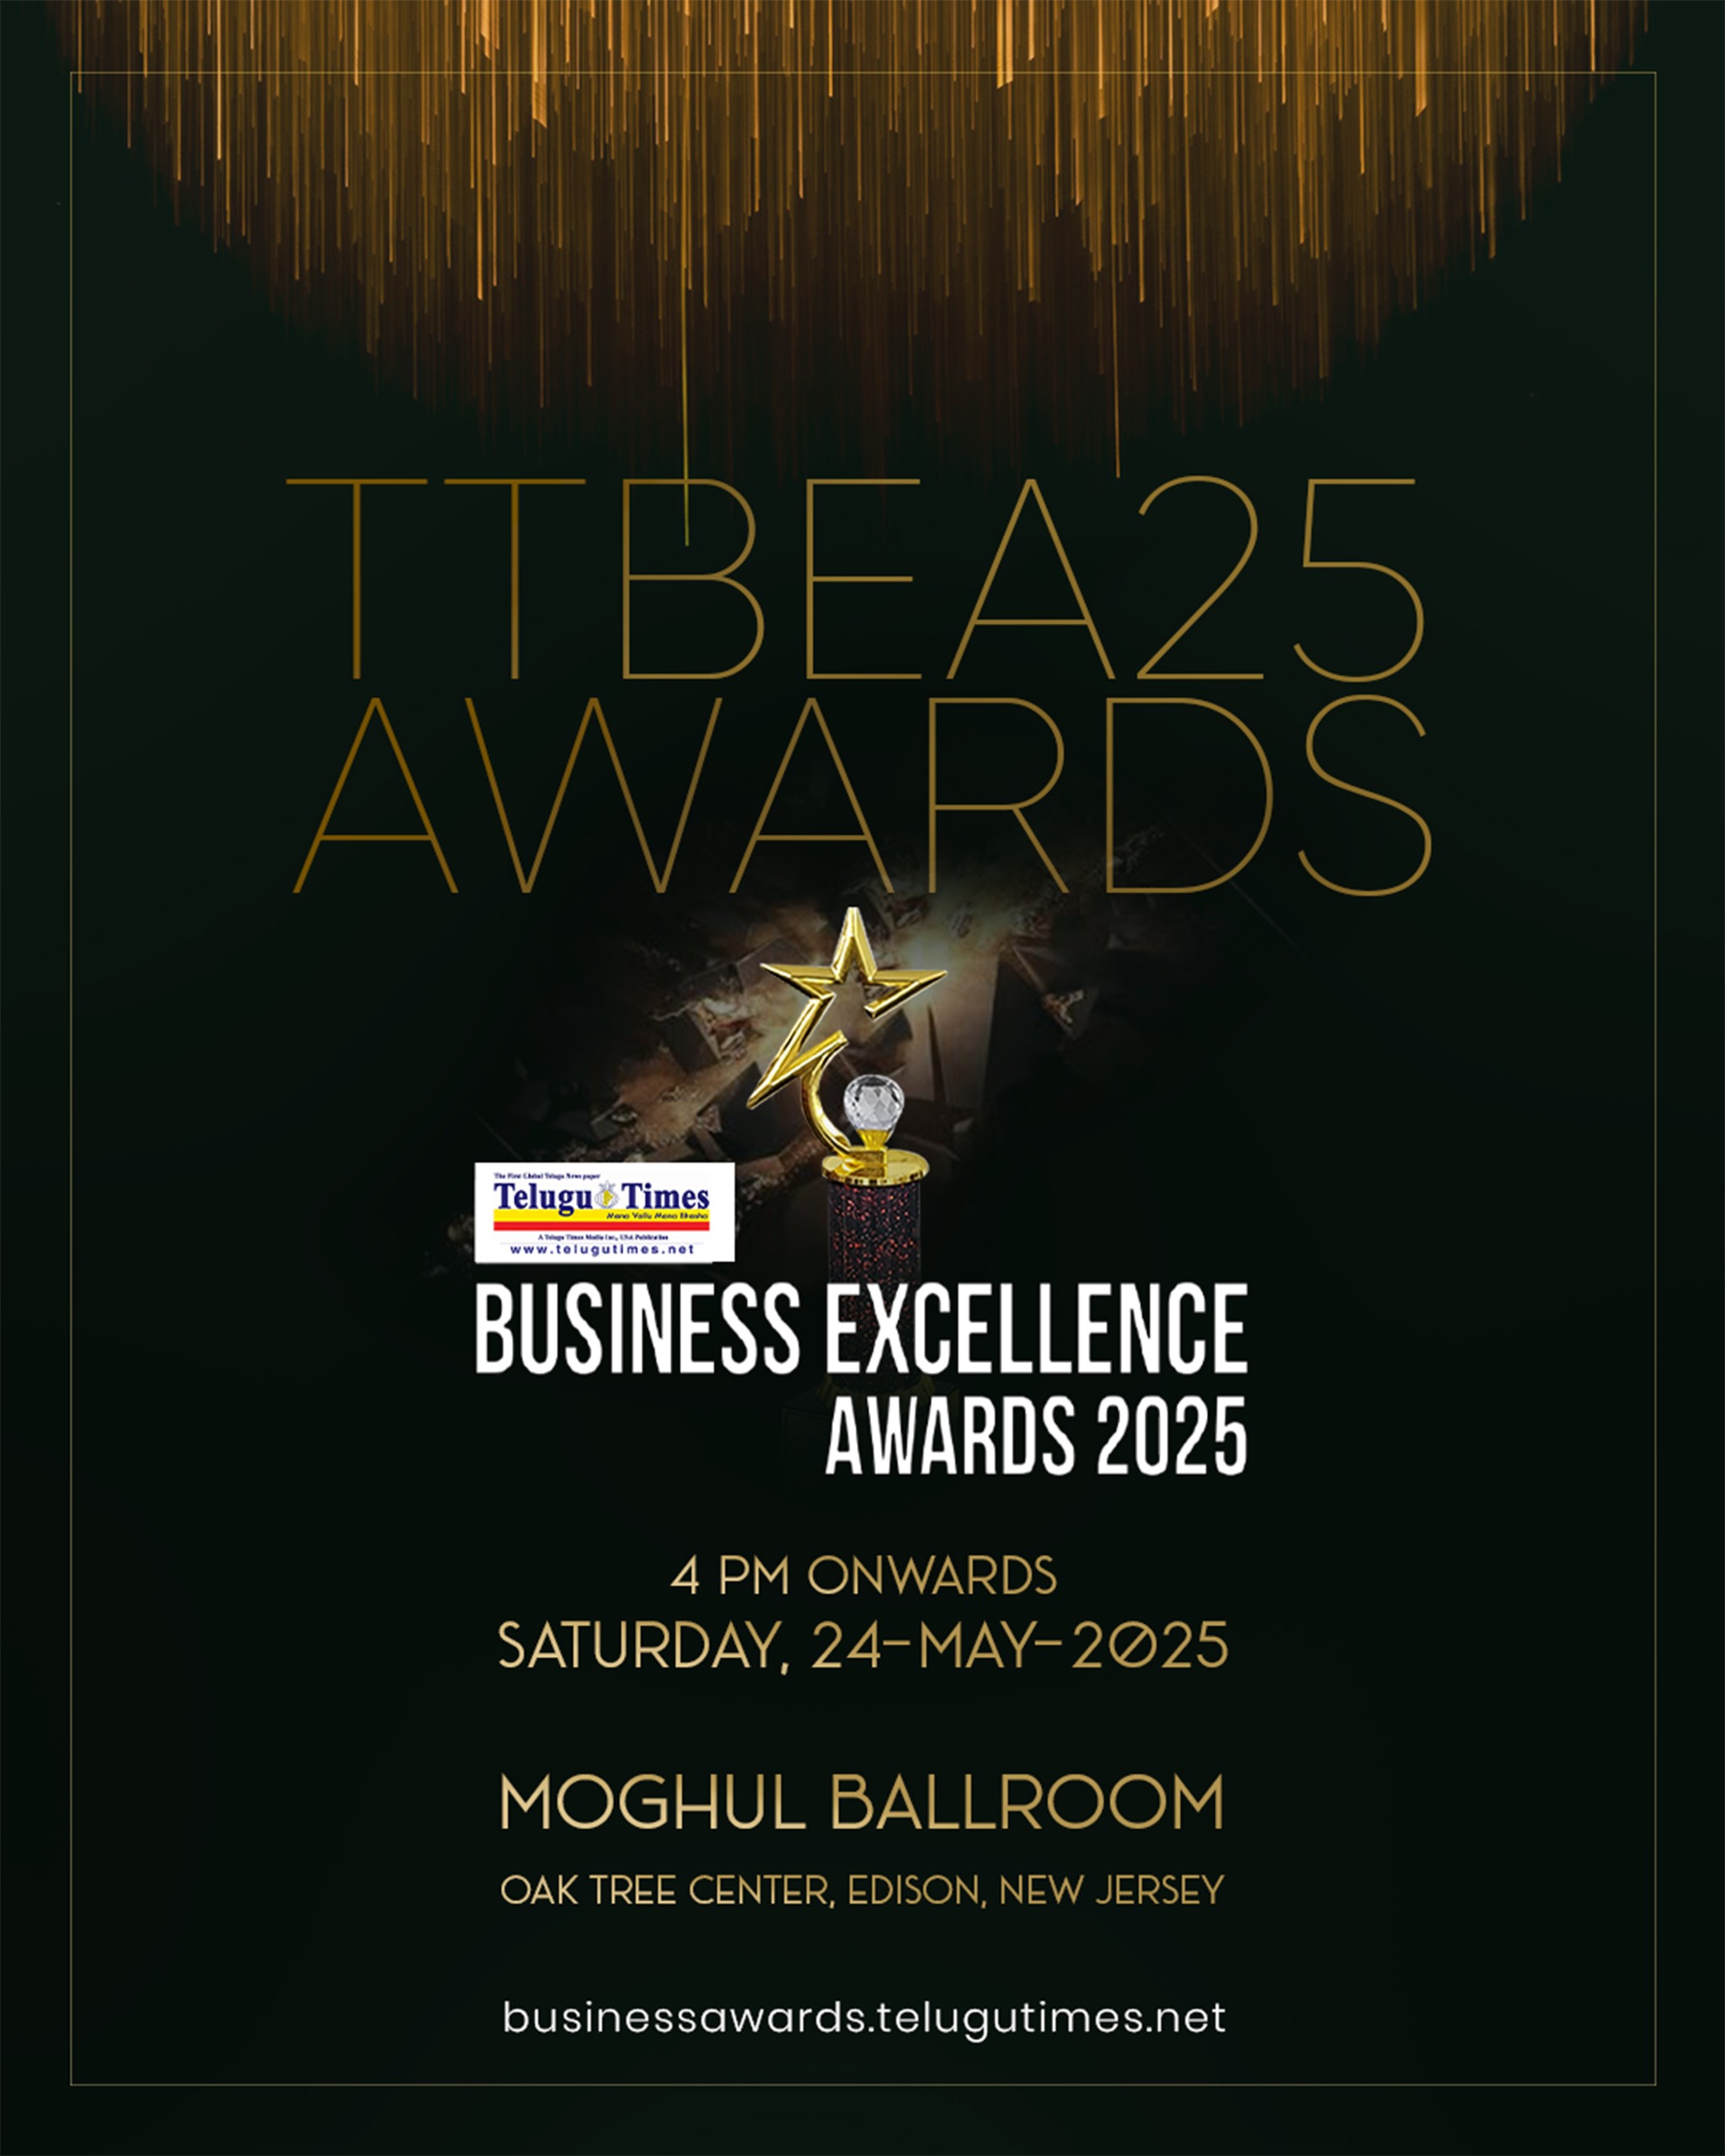 TTBEA25
AWARDS
The First Global Telugu News paper
Telugu Times
Mana Vallu Mana Bhasha
A Telugu Times Media Inc., USA Publication
www.telugutimes.net
BUSINESS EXCELLENCE
AWARDS 2025
4 PM ONWARDS
SATURDAY, 24-MAY-2025
MOGHUL BALLROOM
OAK TREE CENTER, EDISON, NEW JERSEY
businessawards.telugutimes.net